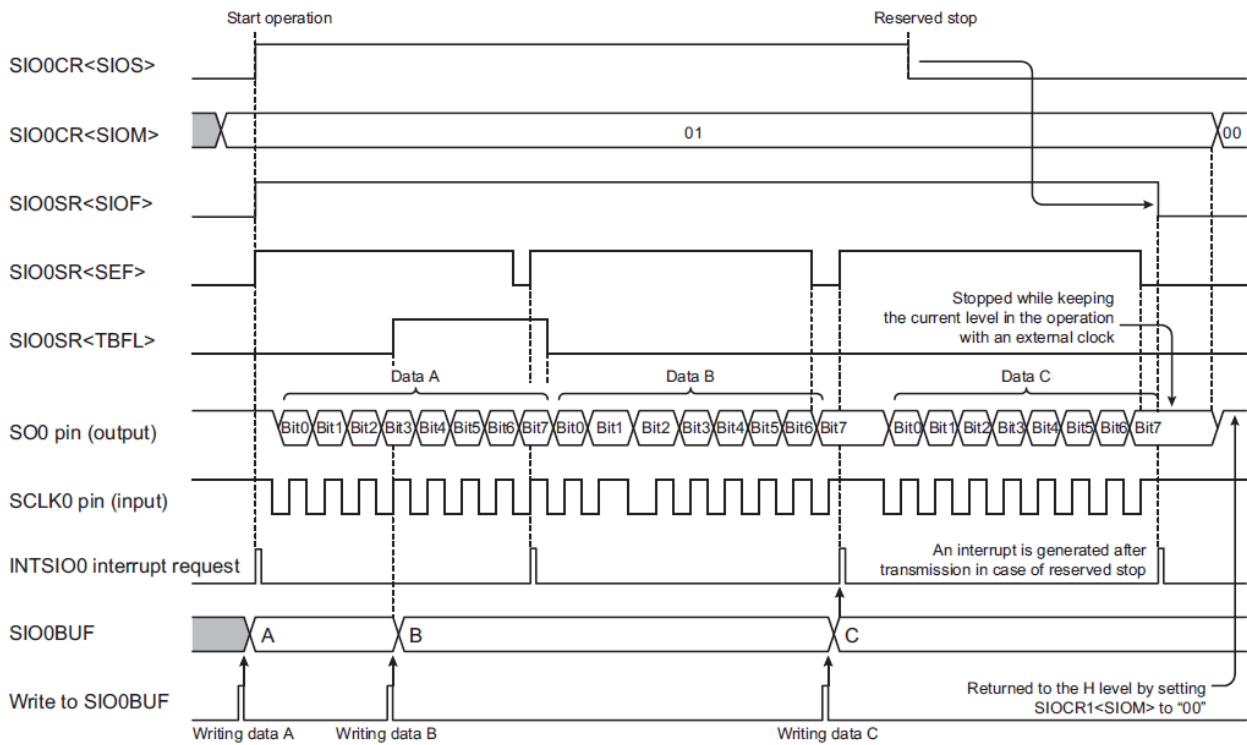 Start operation
Reserved stop
SIO0CR<SIOS>
SIO0CR<SIOM>
01
00
SIO0SR<SIOF>
SIO0SR<SEF>
Stopped while keeping
the current level in the operation
with an external clock
SIO0SR<TBFL>
Data A
Data B
Data C
SO0 pin (output)
Bit0 Bit1 Bit2 Bit3 Bit4 Bit5 Bit6 Bit7 Bit0 Bit1 Bit2 Bit3 Bit4 Bit5 Bit6 Bit7 Bit0 Bit1 Bit2 Bit3 Bit4 Bit5 Bit6 Bit7
SCLK0 pin (input)
INTSIO0 interrupt request
An interrupt is generated after
transmission in case of reserved stop
SIO0BUF
A
B
C
Write to SIO0BUF
Returned to the H level by setting
SIOCR1<SIOM> to “00”
Writing data A
Writing data B
Writing data C